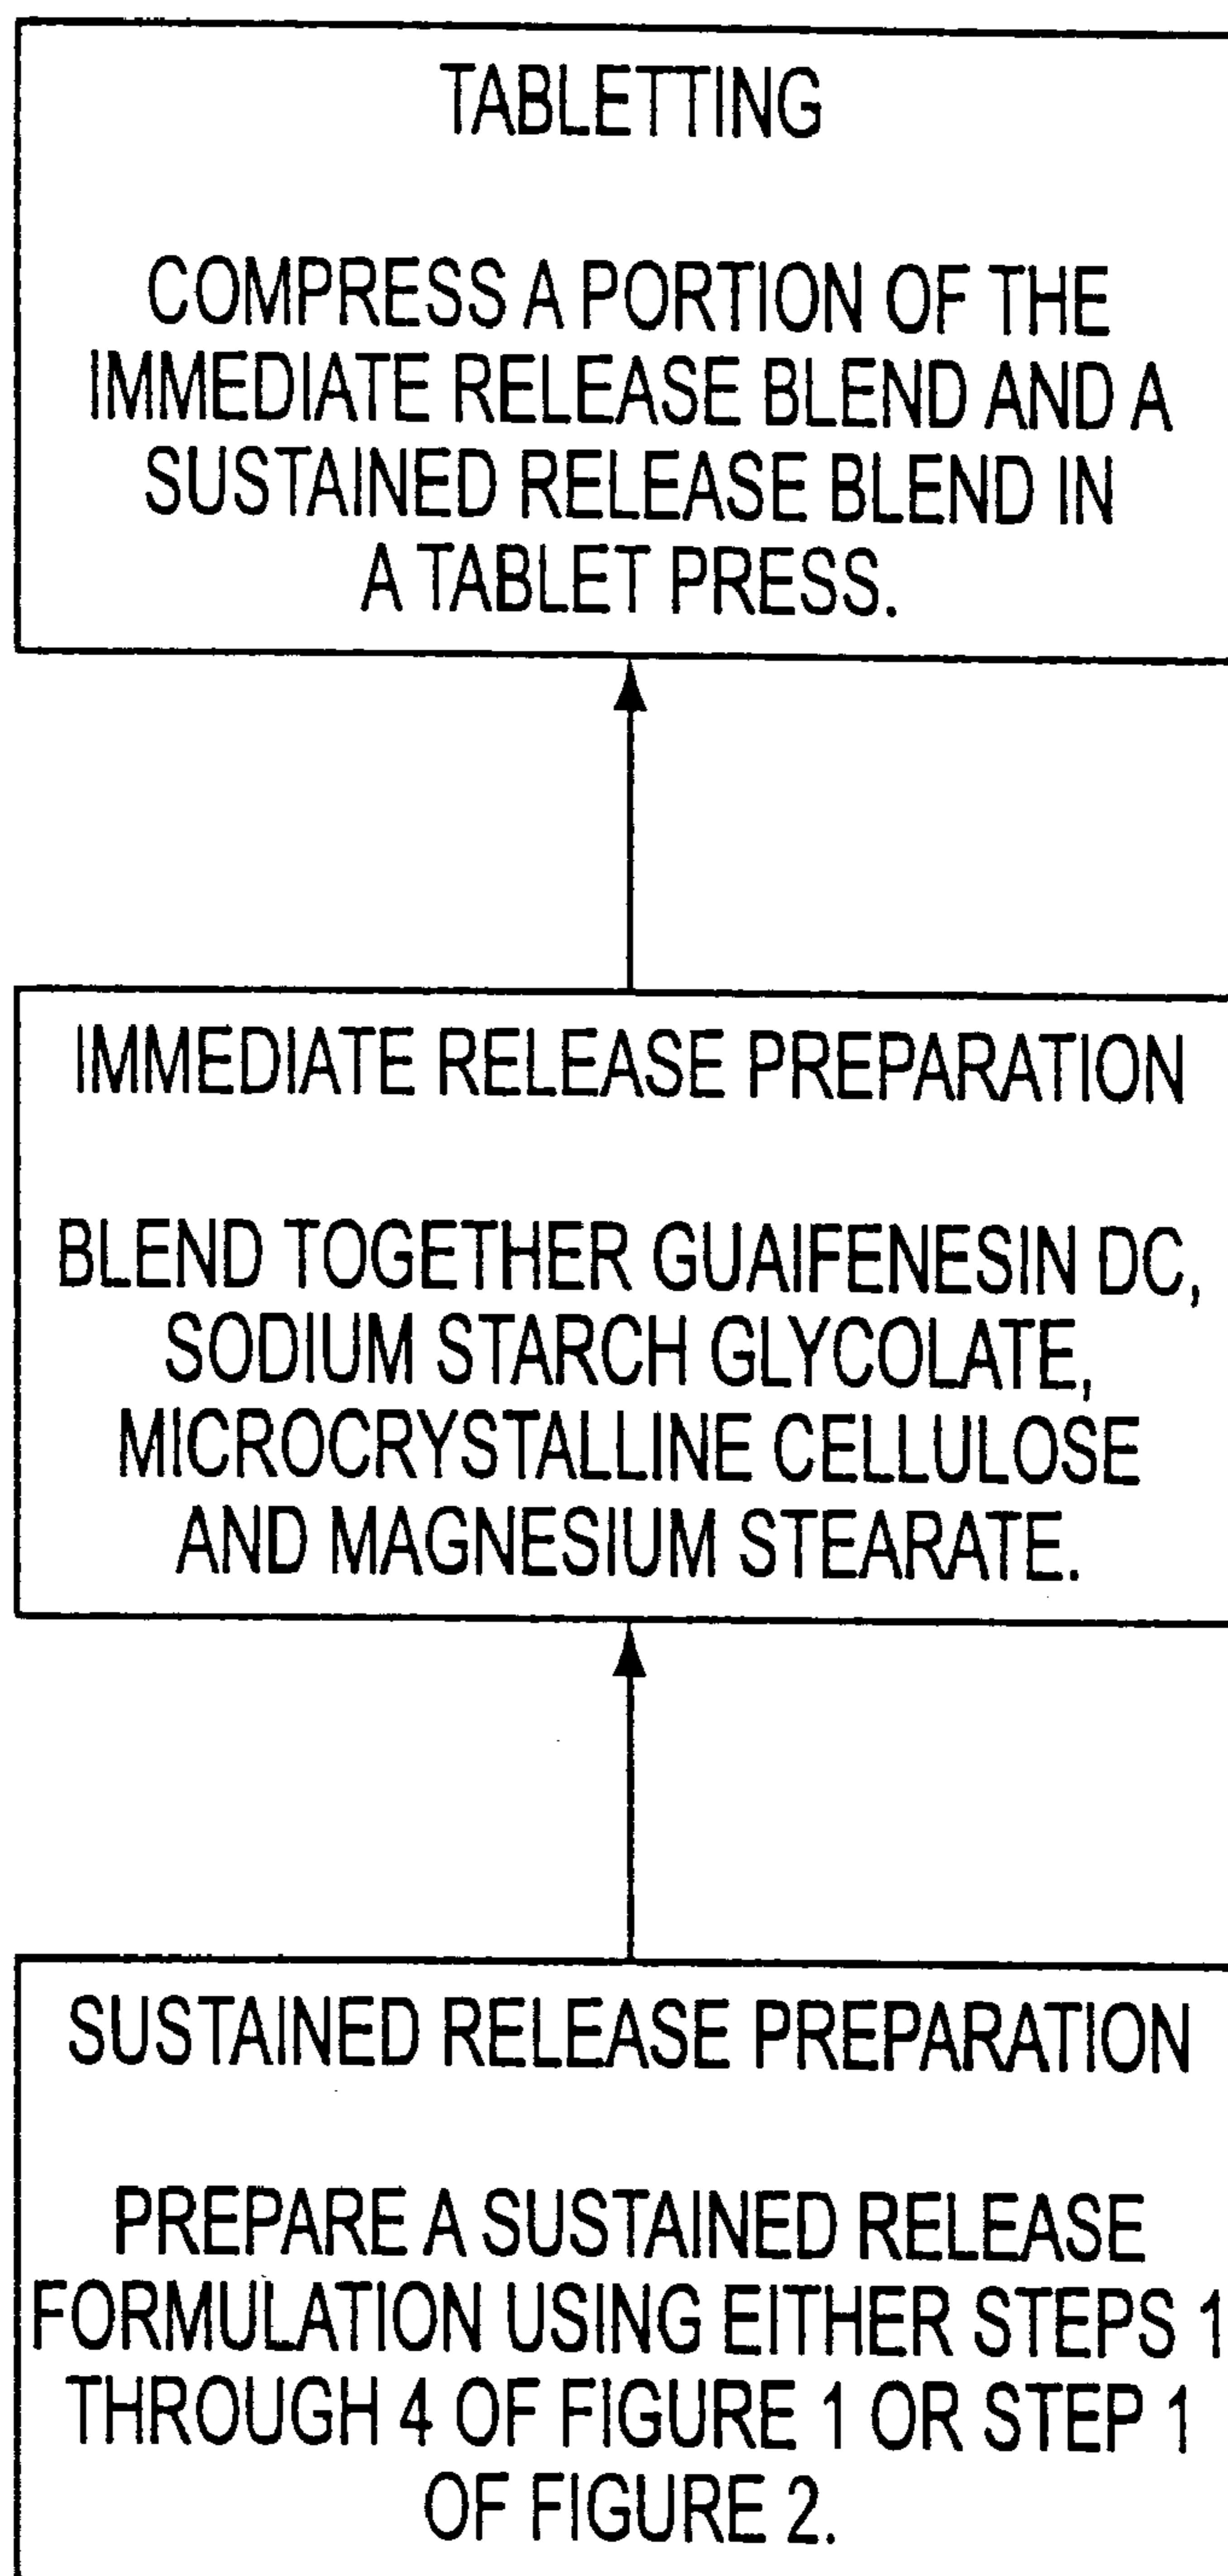 TABLETTING
COMPRESS A PORTION OF THE
IMMEDIATE RELEASE BLEND AND A
SUSTAINED RELEASE BLEND IN
A TABLET PRESS.
IMMEDIATE RELEASE PREPARATION
BLEND TOGETHER GUAIFENESIN DC,
SODIUM STARCH GLYCOLATE,
MICROCRYSTALLINE CELLULOSE
AND MAGNESIUM STEARATE.
SUSTAINED RELEASE PREPARATION
PREPARE A SUSTAINED RELEASE
FORMULATION USING EITHER STEPS 1
THROUGH 4 OF FIGURE 1 OR STEP 1
OF FIGURE 2.